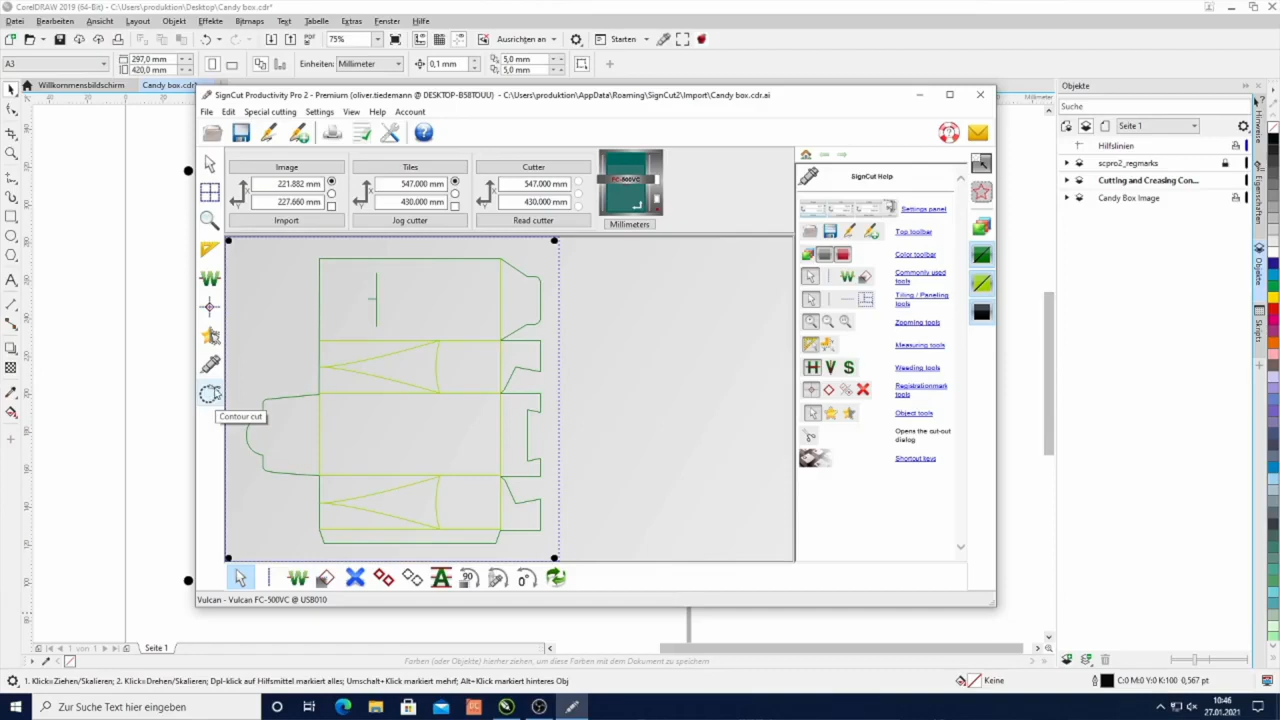 CorelDRAW 2019 (64-Bit) - C:\Users\produktion\Desktop\Candy box.cdr*
Datei Bearbeiten Ansicht Layout Objekt Effekte Bitmaps Text Tabelle Extras Fenster Hilfe
PDF 75% Ausrichten an Starten
A3 297,0 mm 420,0 mm Einheiten: Millimeter 0,1 mm 5,0 mm 5,0 mm
Willkommensbildschirm Candy box.cdr*
Millimeter
SignCut Productivity Pro 2 - Premium (oliver.tiedemann @ DESKTOP-B58TOUU) - C:\Users\produktion\AppData\Roaming\SignCut2\Import\Candy box.cdr.ai
File Edit Special cutting Settings View Help Account
Image Tiles Cutter
221.882 mm 547.000 mm 547.000 mm
227.660 mm 430.000 mm 430.000 mm
Import Jog cutter Read cutter
FC-500VC
Millimeters
SignCut Help
Settings panel
Top toolbar
Color toolbar
Commonly used tools
Tiling / Paneling tools
Zooming tools
Measuring tools
Weeding tools
Registrationmark tools
Object tools
Opens the cut-out dialog
Shortcut keys
Contour cut
Vulcan - Vulcan FC-500VC @ USB010
Objekte
Suche
Seite 1
Hilfslinien
scpro2_regmarks
Cutting and Creasing Con...
Candy Box Image
Hinweise
Eigenschaften
Objekte
Skripts
1 von 1 Seite 1
Farben (oder Objekte) hierher ziehen, um diese Farben mit dem Dokument zu speichern
1. Klick=Ziehen/Skalieren; 2. Klick=Drehen/Skalieren; Dpl-klick auf Hilfsmittel markiert alles; Umschalt+Klick markiert mehrf; Alt+Klick markiert hinteres Obj
Keine C:0 M:0 Y:0 K:100 0,567 pt
Zur Suche Text hier eingeben
10:46
27.01.2021